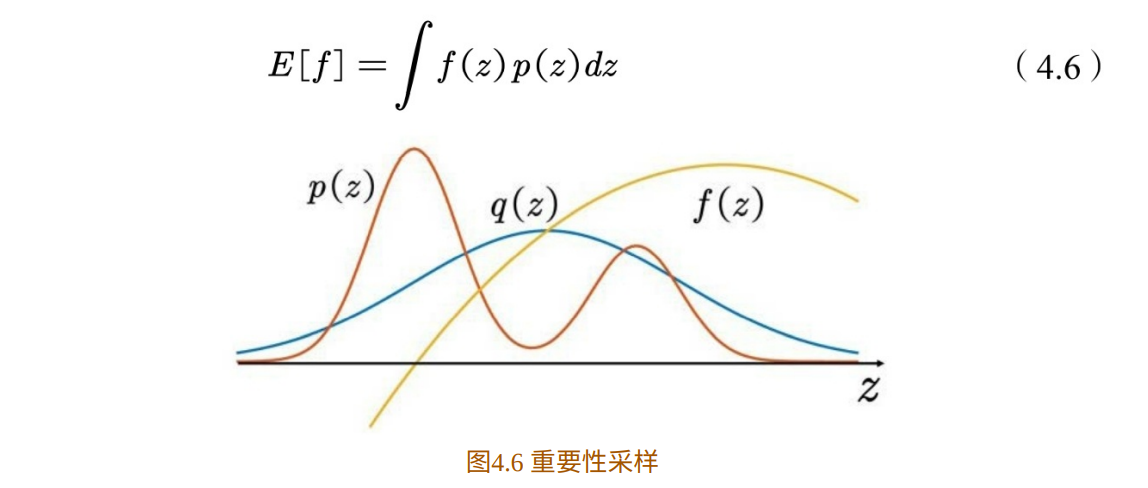 E[f] = ∫ f(z)p(z)dz （4.6）
p(z)
q(z)
f(z)
z
图4.6 重要性采样